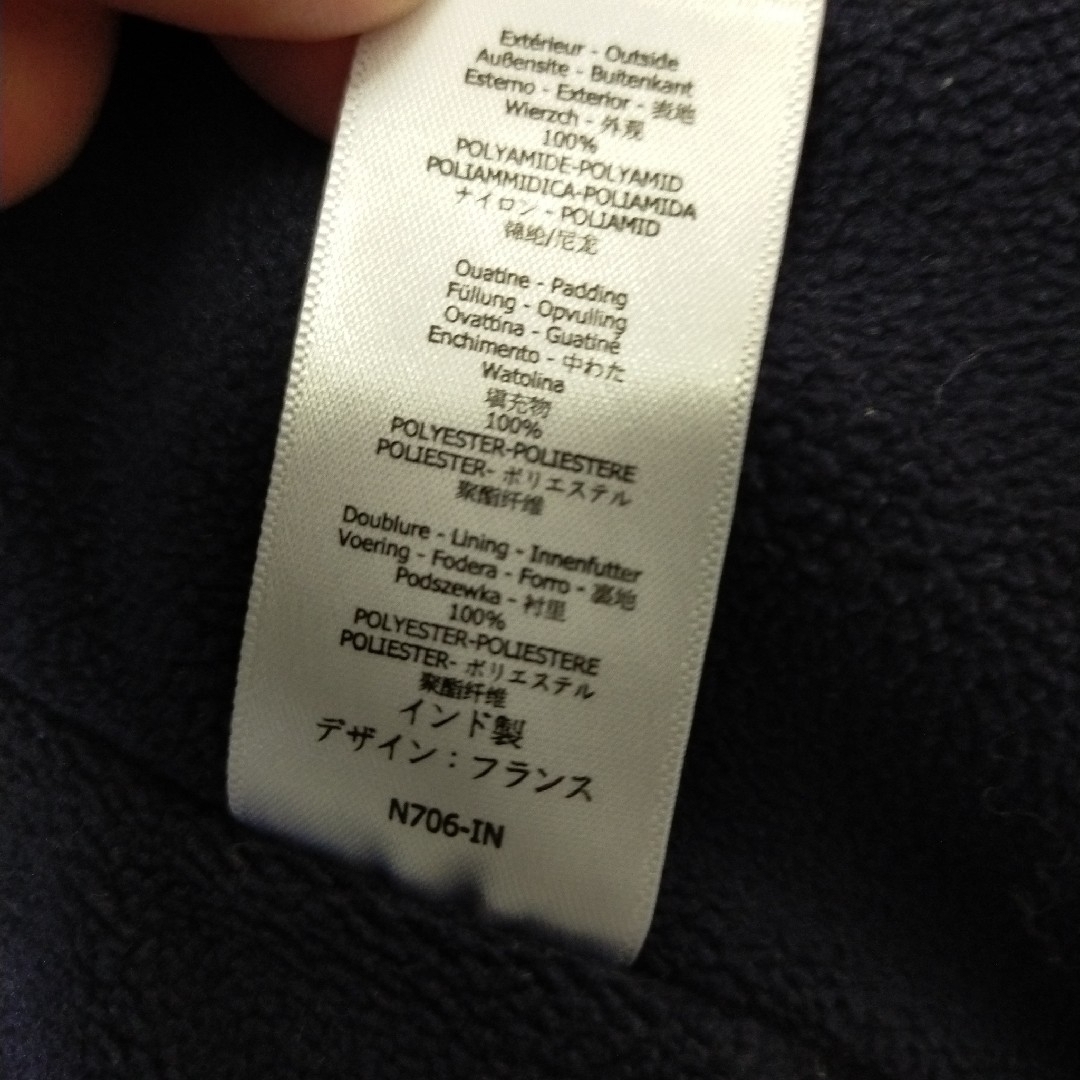 Extérieur - Outside
Außensite - Buitenkant
Esterno - Exterior - 表地
Wierzch - 外观
100%
POLYAMIDE-POLYAMID
POLIAMMIDICA-POLIAMIDA
ナイロン - POLIAMID
锦纶/尼龙
Ouatine - Padding
Füllung - Opvulling
Ovattina - Guatiné
Enchimento - 中わた
Watolina
填充物
100%
POLYESTER-POLIESTERE
POLIESTER- ポリエステル
聚酯纤维
Doublure - Lining - Innenfutter
Voering - Fodera - Forro - 裏地
Podszewka - 衬里
100%
POLYESTER-POLIESTERE
POLIESTER- ポリエステル
聚酯纤维
インド製
デザイン：フランス
N706-IN